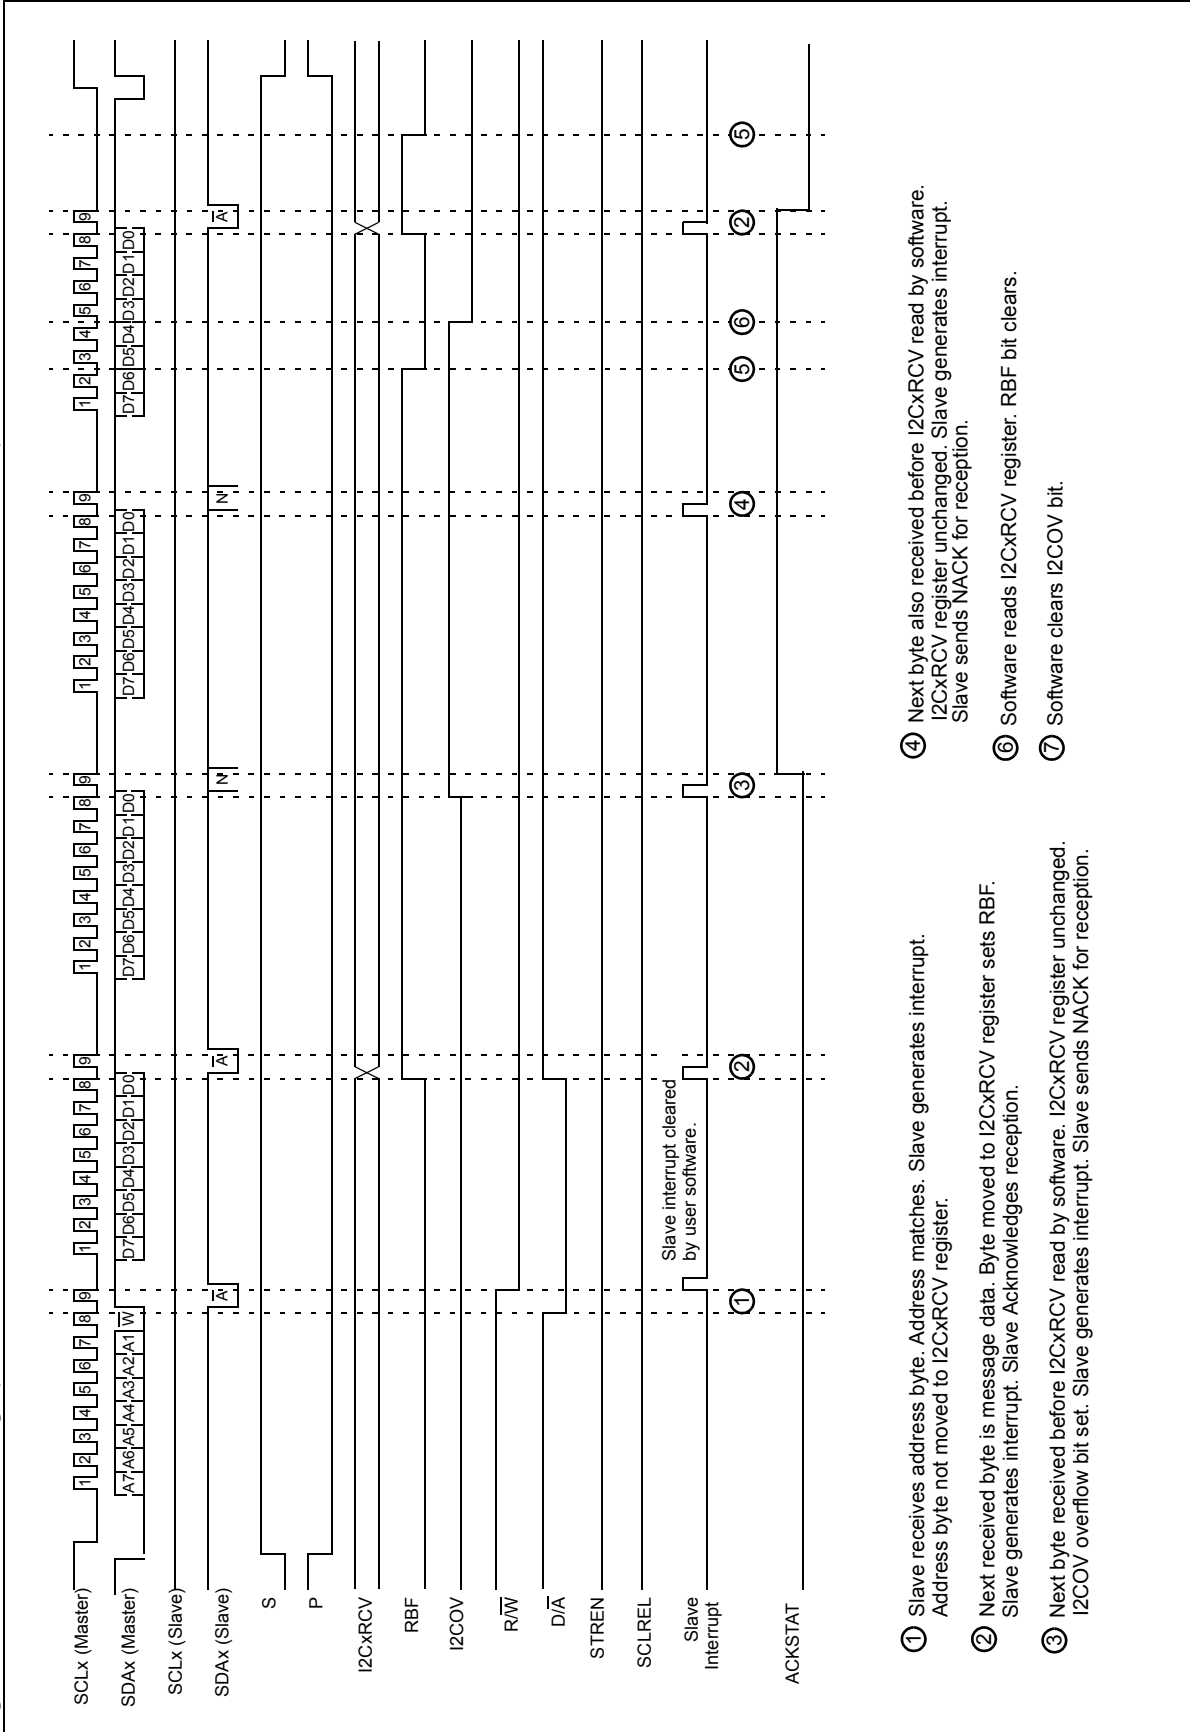 SCLx (Master)
1 2 3 4 5 6 7 8 9 1 2 3 4 5 6 7 8 9 1 2 3 4 5 6 7 8 9 1 2 3 4 5 6 7 8 9 1 2 3 4 5 6 7 8 9
SDAx (Master)
A7 A6 A5 A4 A3 A2 A1 W̅ D7 D6 D5 D4 D3 D2 D1 D0 D7 D6 D5 D4 D3 D2 D1 D0 D7 D6 D5 D4 D3 D2 D1 D0 D7 D6 D5 D4 D3 D2 D1 D0
SCLx (Slave)
SDAx (Slave)
A̅ A̅ N N A̅
S
P
I2CxRCV
RBF
I2COV
R/W̅
D/A̅
STREN
SCLREL
Slave interrupt cleared
by user software.
Slave
Interrupt
1 2 3 4 5 6 2 5
ACKSTAT
1 Slave receives address byte. Address matches. Slave generates interrupt.
Address byte not moved to I2CxRCV register.
2 Next received byte is message data. Byte moved to I2CxRCV register sets RBF.
Slave generates interrupt. Slave Acknowledges reception.
3 Next byte received before I2CxRCV read by software. I2CxRCV register unchanged.
I2COV overflow bit set. Slave generates interrupt. Slave sends NACK for reception.
4 Next byte also received before I2CxRCV read by software.
I2CxRCV register unchanged. Slave generates interrupt.
Slave sends NACK for reception.
6 Software reads I2CxRCV register. RBF bit clears.
7 Software clears I2COV bit.